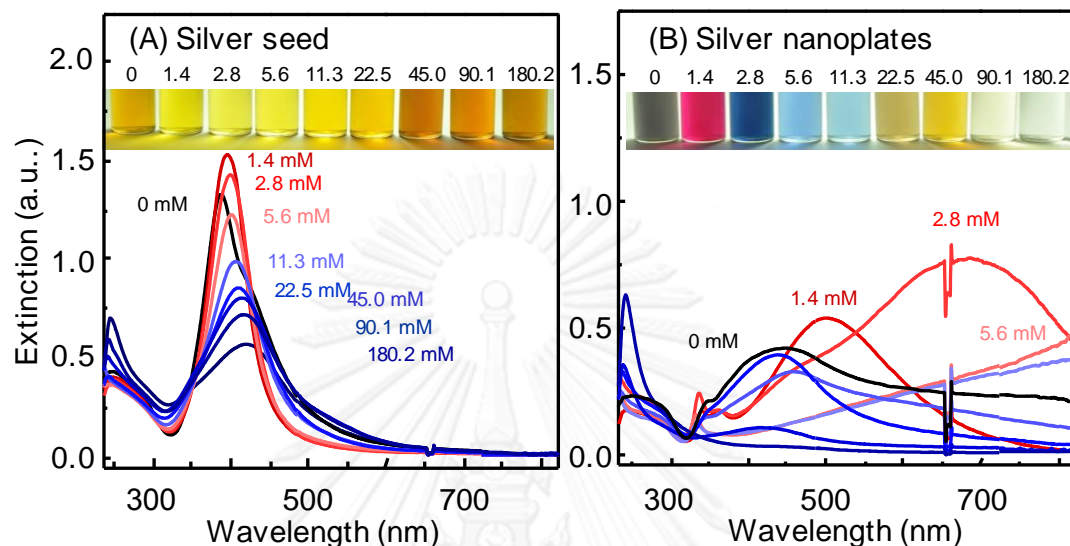 (A) Silver seed
0 1.4 2.8 5.6 11.3 22.5 45.0 90.1 180.2
2.0
1.5
1.0
0.5
0.0
Extinction (a.u..)
0 mM
1.4 mM
2.8 mM
5.6 mM
11.3 mM
22.5 mM
45.0 mM
90.1 mM
180.2 mM
300 500 700
Wavelength (nm)
(B) Silver nanoplates
0 1.4 2.8 5.6 11.3 22.5 45.0 90.1 180.2
1.5
1.0
0.5
0.0
2.8 mM
1.4 mM
0 mM
5.6 mM
300 500 700
Wavelength (nm)